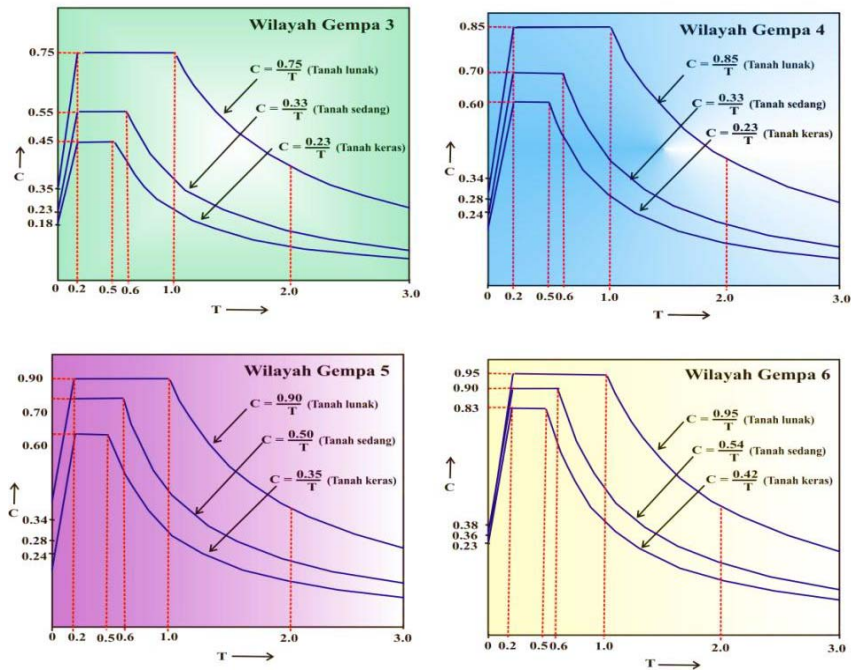 Wilayah Gempa 3
0.75
0.55
0.45
C
0.35
0.23
0.18
C = 0.75/T (Tanah lunak)
C = 0.33/T (Tanah sedang)
C = 0.23/T (Tanah keras)
0 0.2 0.5 0.6 1.0 2.0 3.0
T
Wilayah Gempa 4
0.85
0.70
0.60
C
0.34
0.28
0.24
C = 0.85/T (Tanah lunak)
C = 0.33/T (Tanah sedang)
C = 0.23/T (Tanah keras)
0 0.2 0.5 0.6 1.0 2.0 3.0
T
Wilayah Gempa 5
0.90
0.70
0.60
C
0.34
0.28
0.24
C = 0.90/T (Tanah lunak)
C = 0.50/T (Tanah sedang)
C = 0.35/T (Tanah keras)
0 0.2 0.5 0.6 1.0 2.0 3.0
T
Wilayah Gempa 6
0.95
0.90
0.83
C
0.38
0.36
0.23
C = 0.95/T (Tanah lunak)
C = 0.54/T (Tanah sedang)
C = 0.42/T (Tanah keras)
0 0.2 0.5 0.6 1.0 2.0 3.0
T